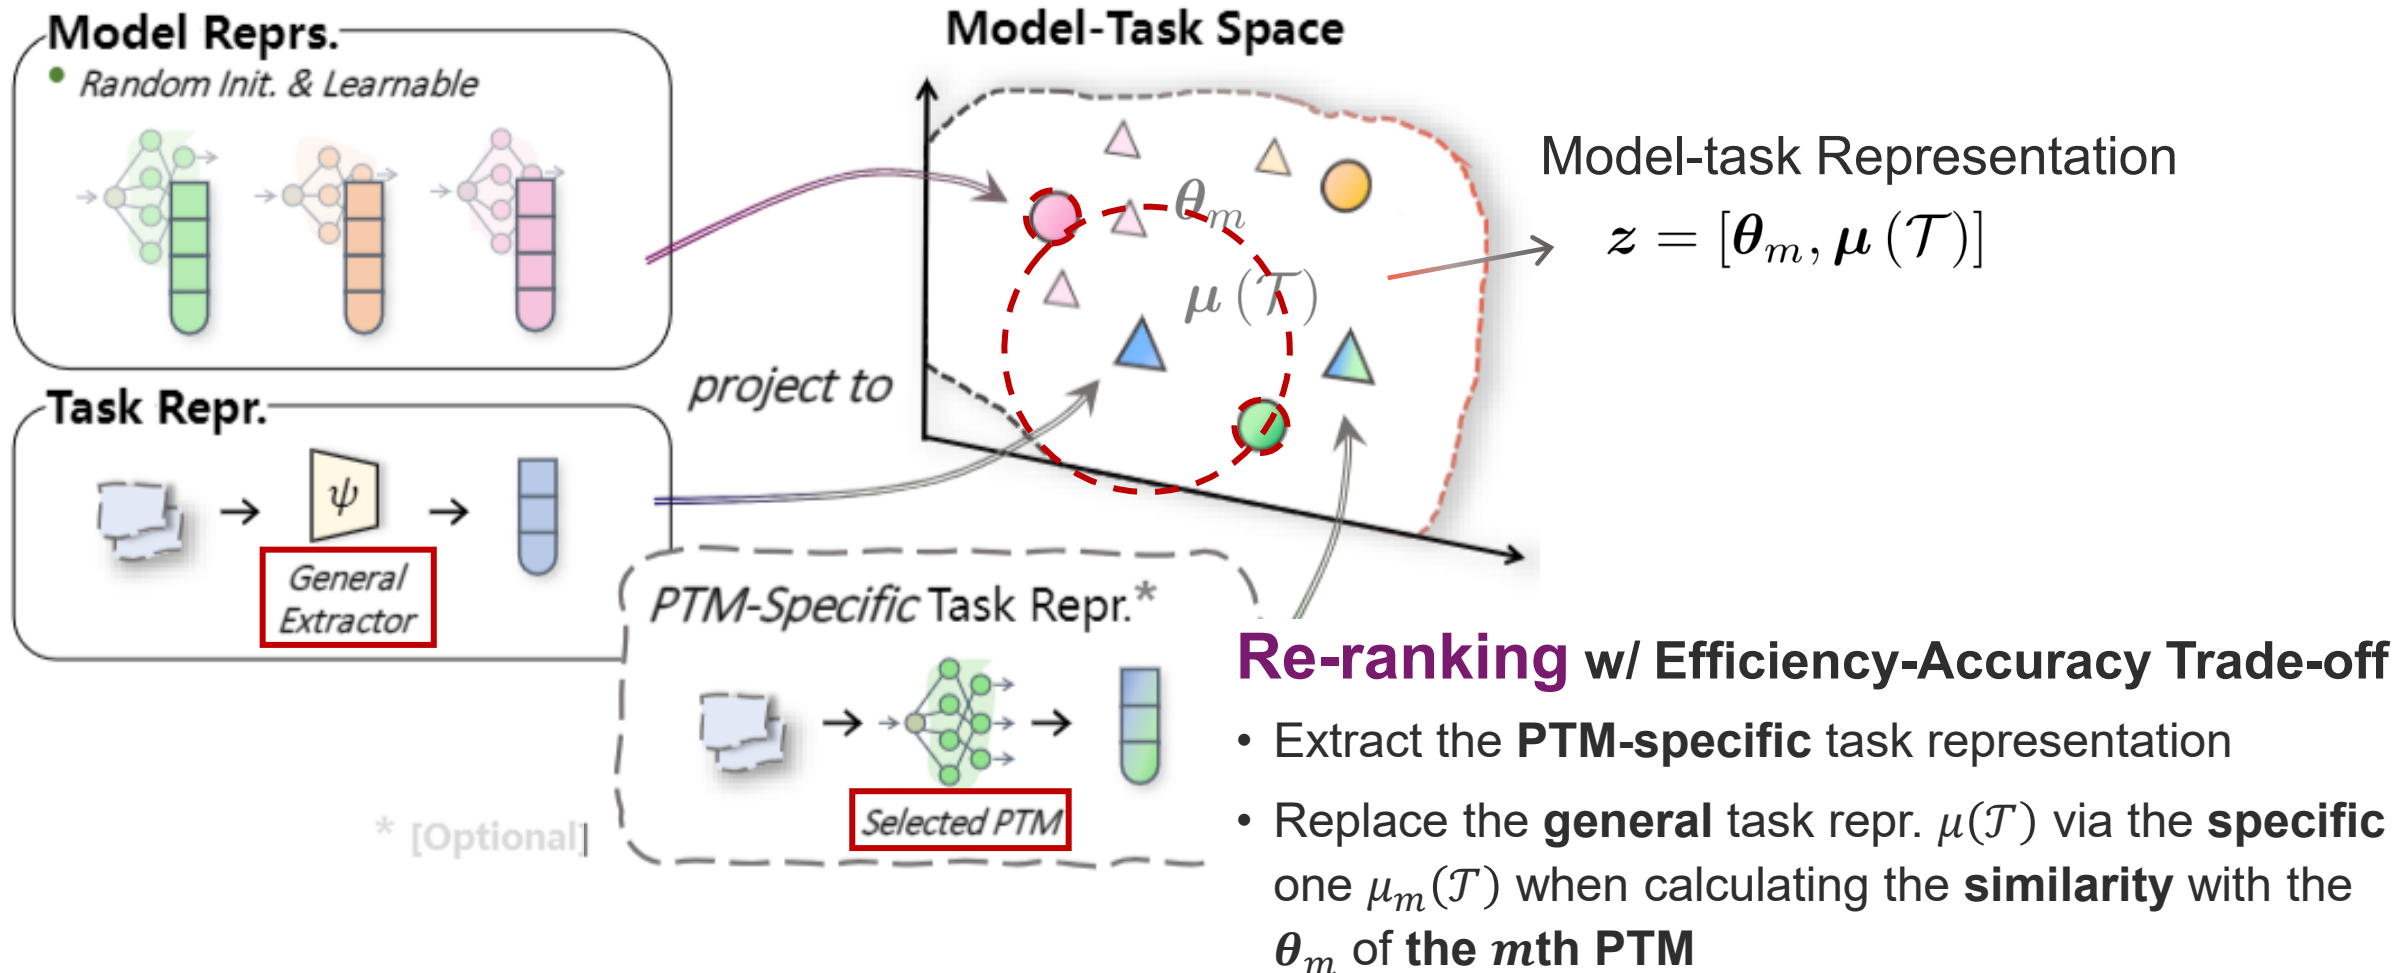 Model Reprs.
• Random Init. & Learnable
Model-Task Space
θₘ
μ (𝒯)
Model-task Representation
z = [θₘ, μ (𝒯)]
project to
Task Repr.
ψ
General
Extractor
PTM-Specific Task Repr.*
Selected PTM
* [Optional]
Re-ranking w/ Efficiency-Accuracy Trade-off
• Extract the PTM-specific task representation
• Replace the general task repr. μ(𝒯) via the specific
one μₘ(𝒯) when calculating the similarity with the
θₘ of the mth PTM